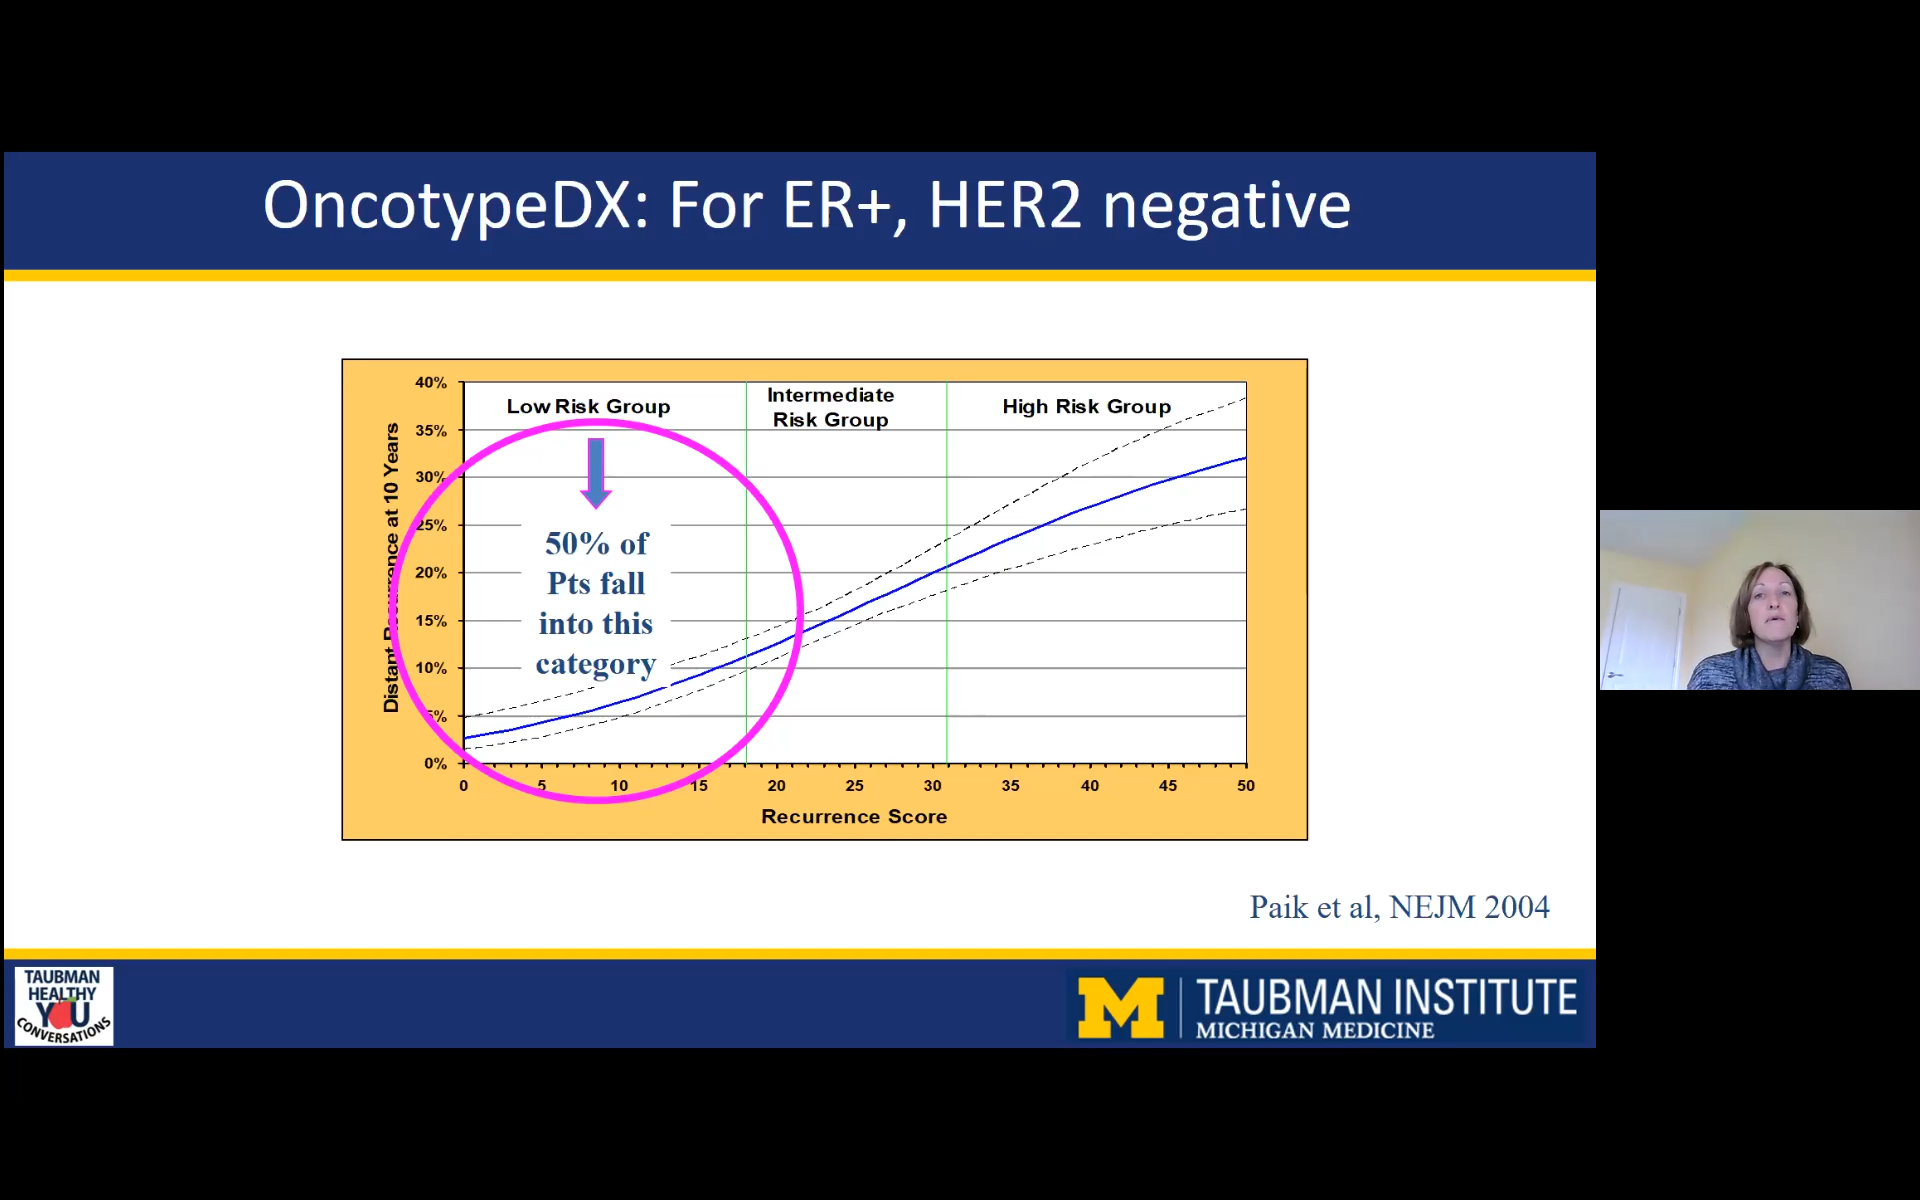 OncotypeDX: For ER+, HER2 negative
Low Risk Group
Intermediate
Risk Group
High Risk Group
40%
35%
30%
25%
20%
15%
10%
5%
0%
Distant Recurrence at 10 Years
50% of
Pts fall
into this
category
0 5 10 15 20 25 30 35 40 45 50
Recurrence Score
Paik et al, NEJM 2004
TAUBMAN
HEALTHY
YOU
CONVERSATIONS
M
TAUBMAN INSTITUTE
MICHIGAN MEDICINE